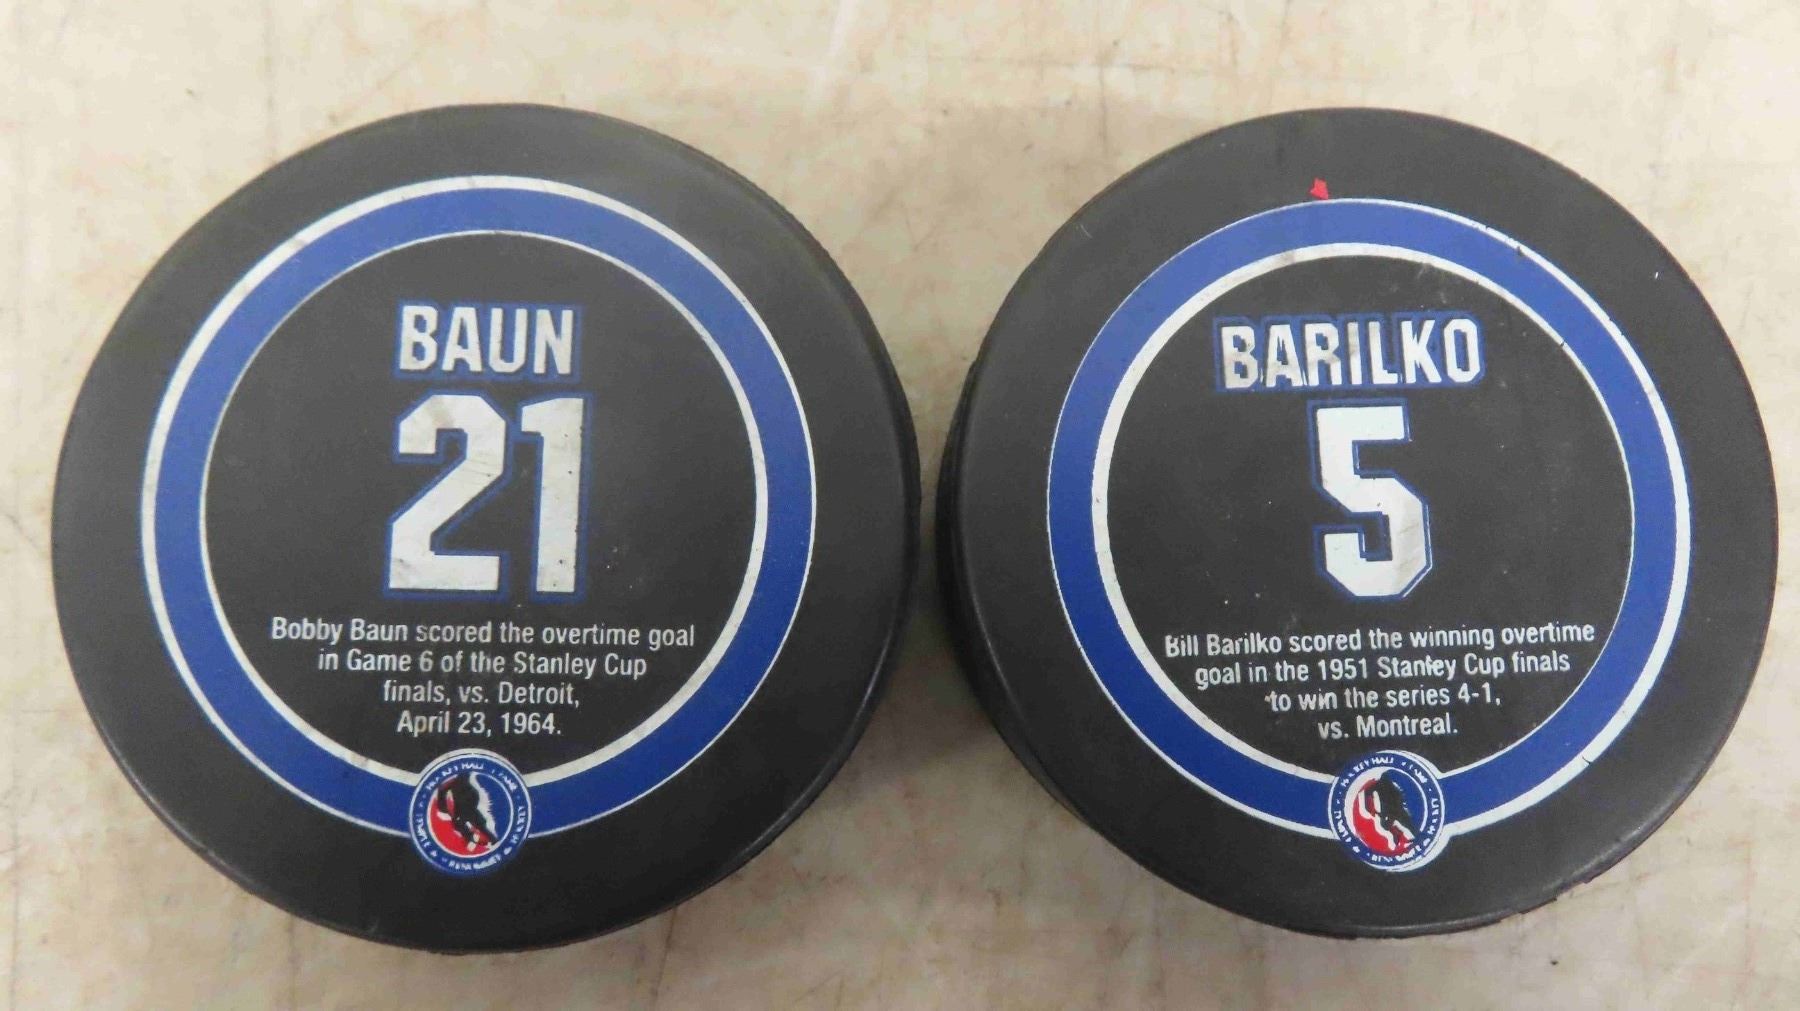 BAUN
21
Bobby Baun scored the overtime goal
in Game 6 of the Stanley Cup
finals, vs. Detroit,
April 23, 1964.
BARILKO
5
Bill Barilko scored the winning overtime
goal in the 1951 Stanley Cup finals
to win the series 4-1,
vs. Montreal.